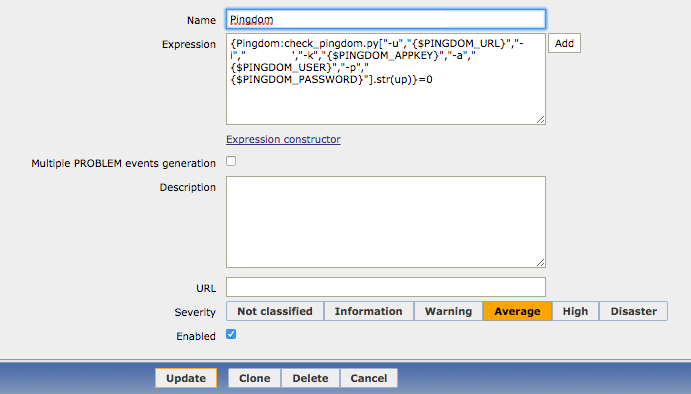 Name Pingdom
Expression {Pingdom:check_pingdom.py["-u","{$PINGDOM_URL}","- Add
i","          ',"-k","{$PINGDOM_APPKEY}","-a","
{$PINGDOM_USER}","-p","
{$PINGDOM_PASSWORD}"].str(up)}=0
Expression constructor
Multiple PROBLEM events generation
Description
URL
Severity Not classified Information Warning Average High Disaster
Enabled
Update Clone Delete Cancel